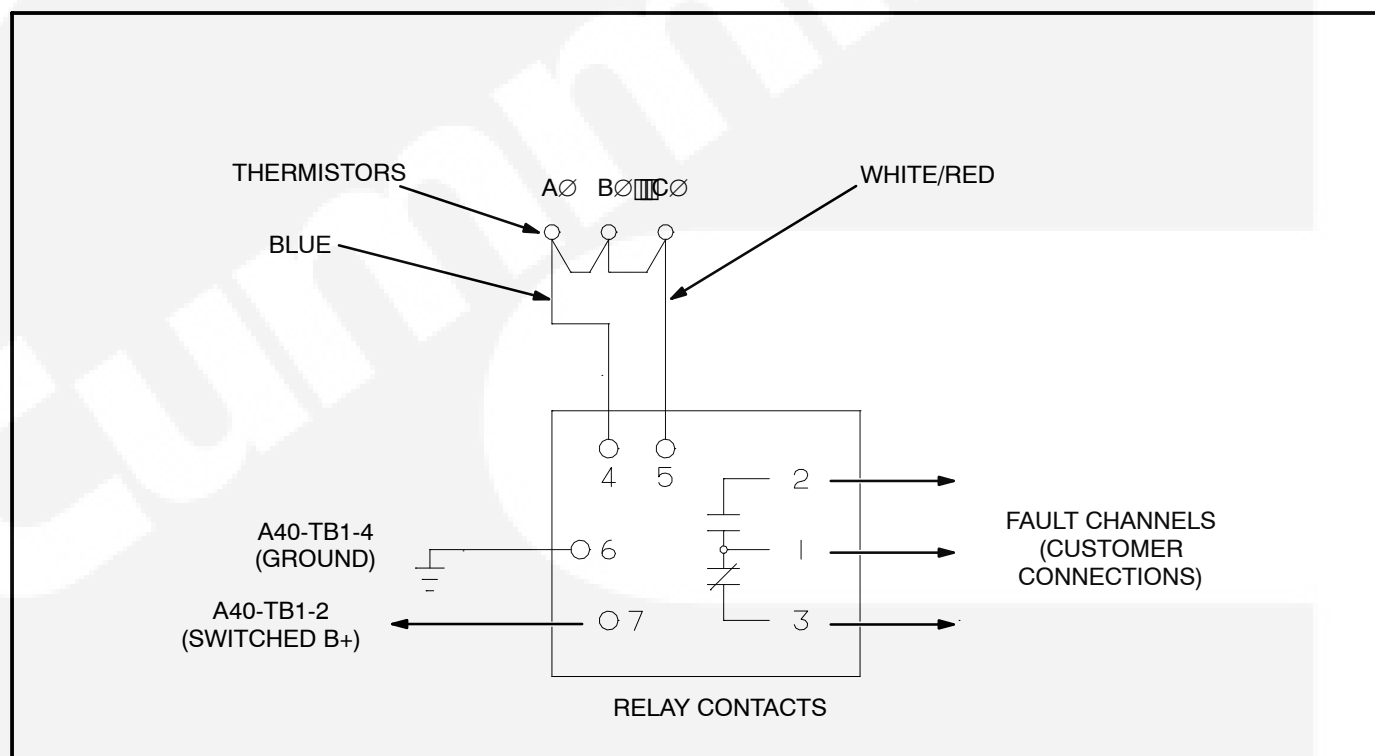 THERMISTORS
AØ BØ CØ
WHITE/RED
BLUE
4 5
2
A40-TB1-4
(GROUND)
6
1
FAULT CHANNELS
(CUSTOMER
CONNECTIONS)
A40-TB1-2
(SWITCHED B+)
7
3
RELAY CONTACTS
Cumm